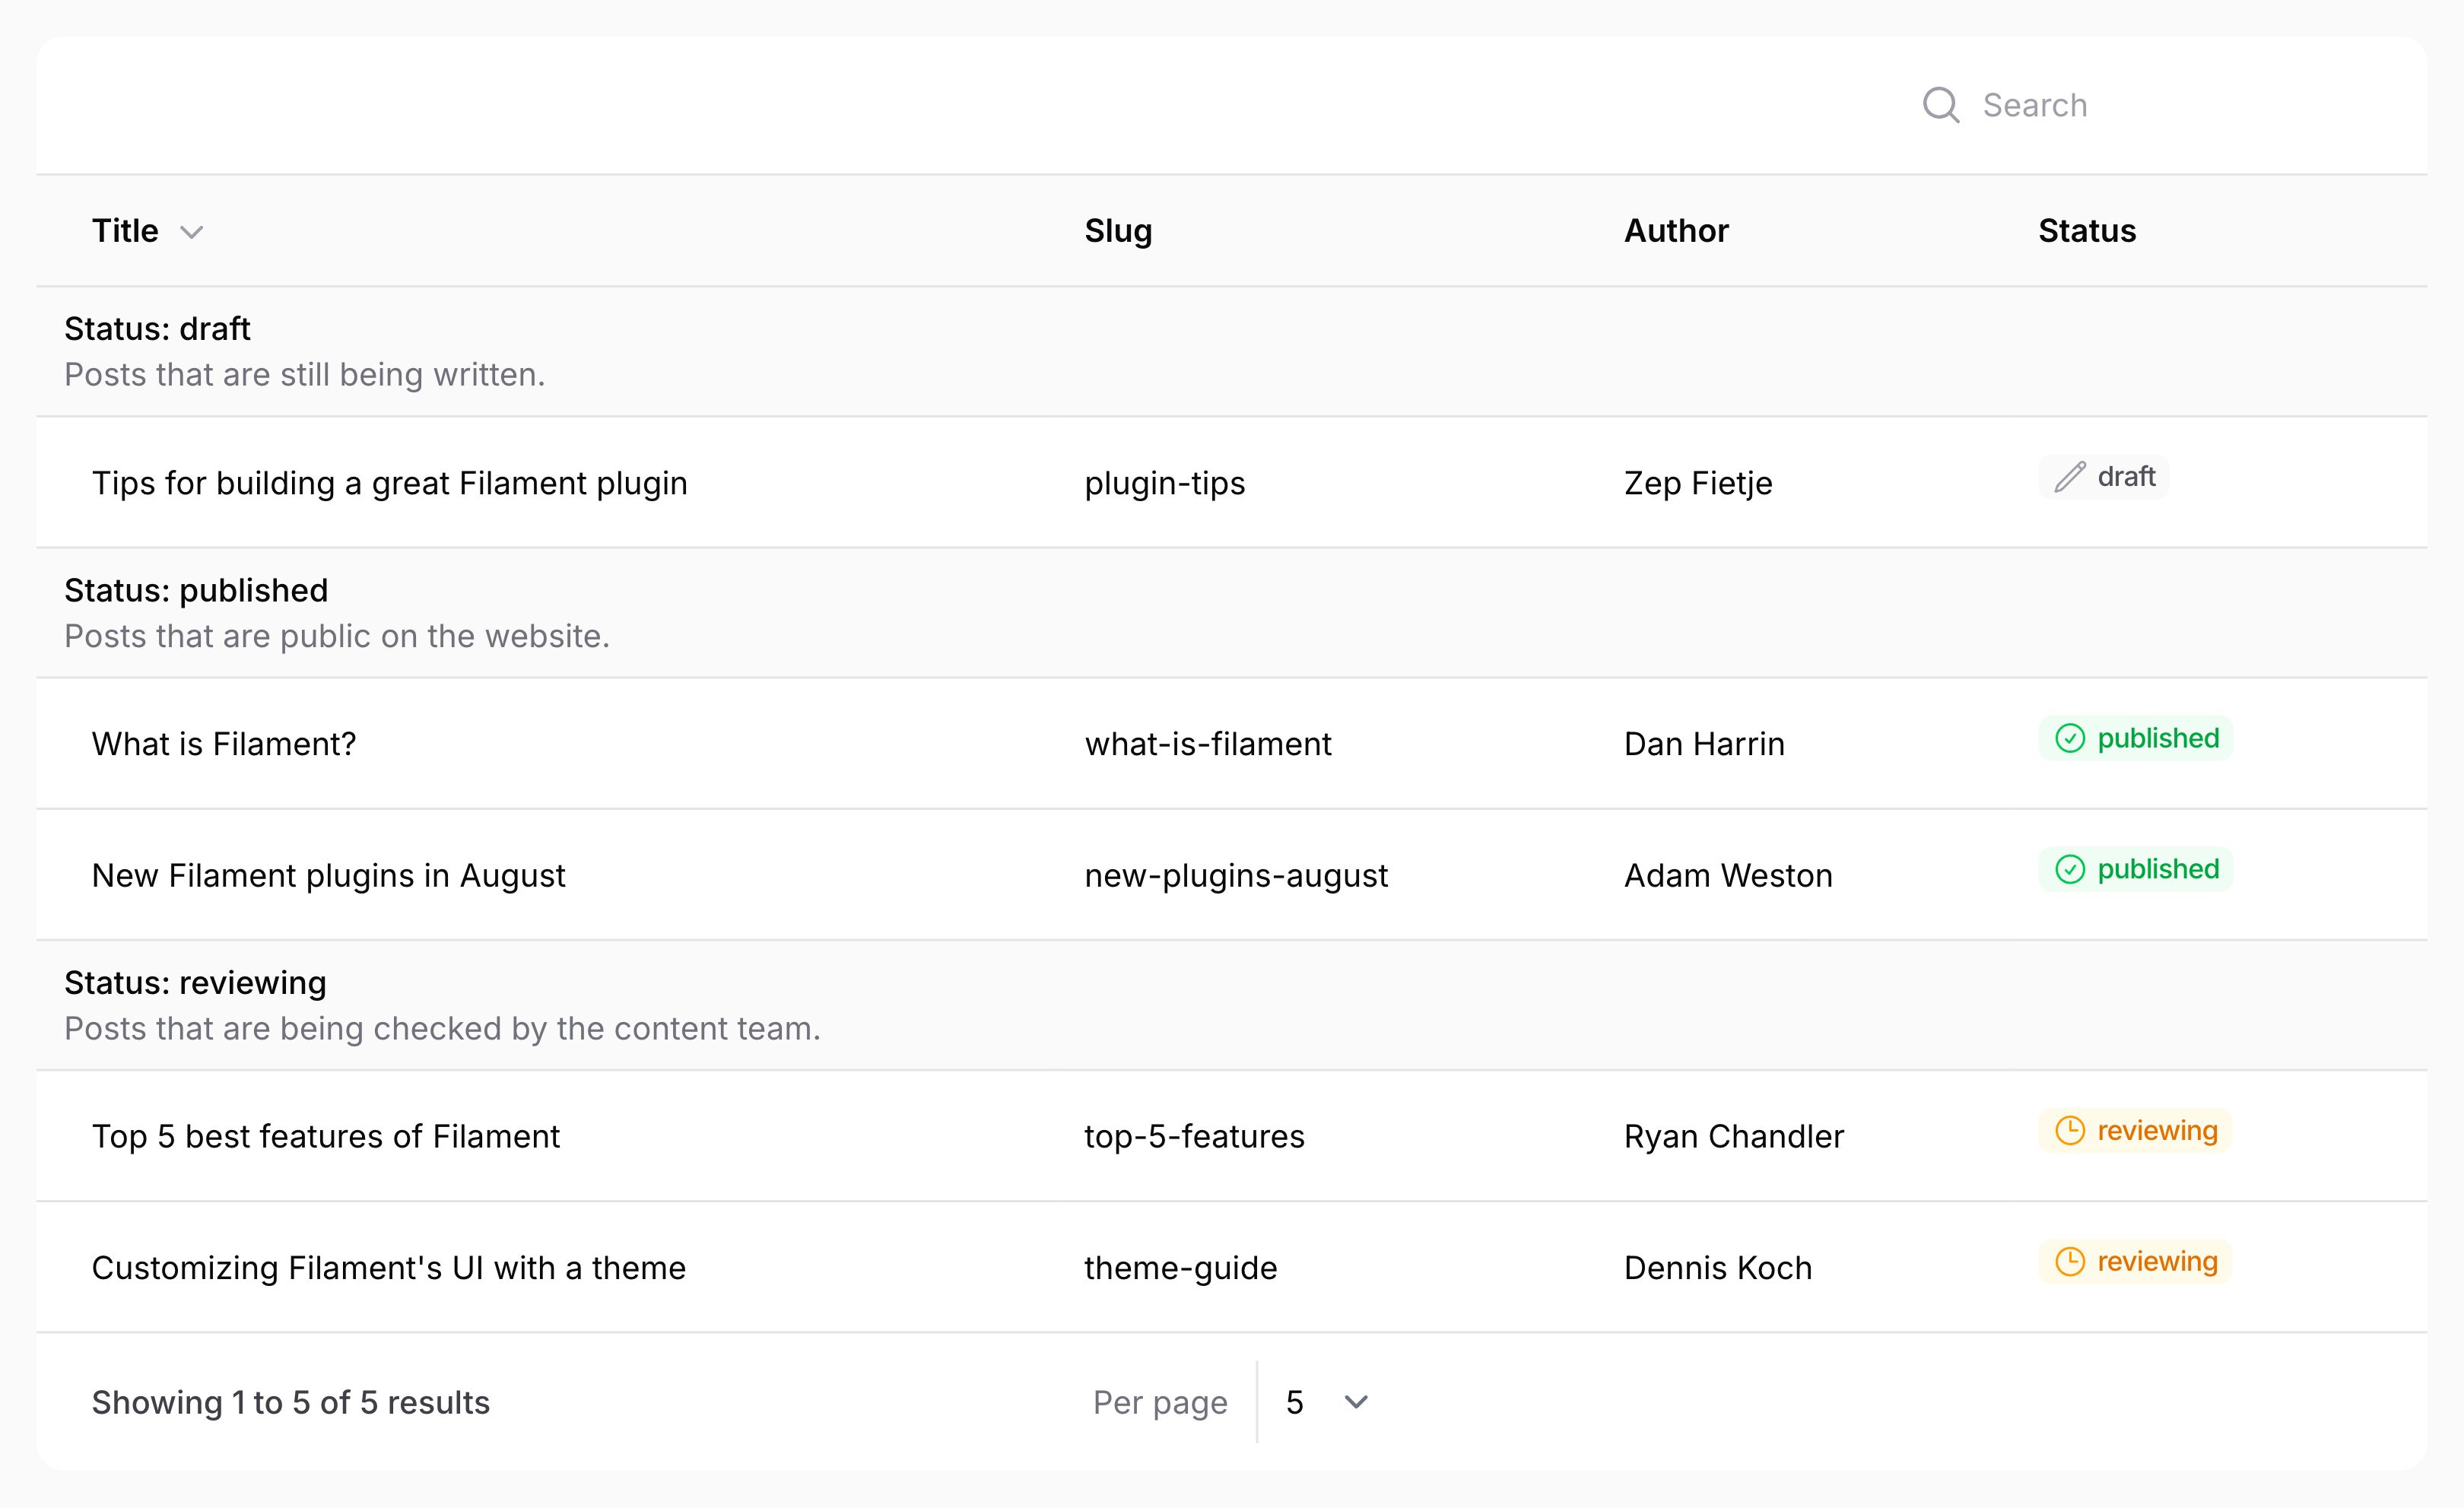 Search
Title Slug Author Status
Status: draft
Posts that are still being written.
Tips for building a great Filament plugin plugin-tips Zep Fietje draft
Status: published
Posts that are public on the website.
What is Filament? what-is-filament Dan Harrin published
New Filament plugins in August new-plugins-august Adam Weston published
Status: reviewing
Posts that are being checked by the content team.
Top 5 best features of Filament top-5-features Ryan Chandler reviewing
Customizing Filament's UI with a theme theme-guide Dennis Koch reviewing
Showing 1 to 5 of 5 results Per page 5